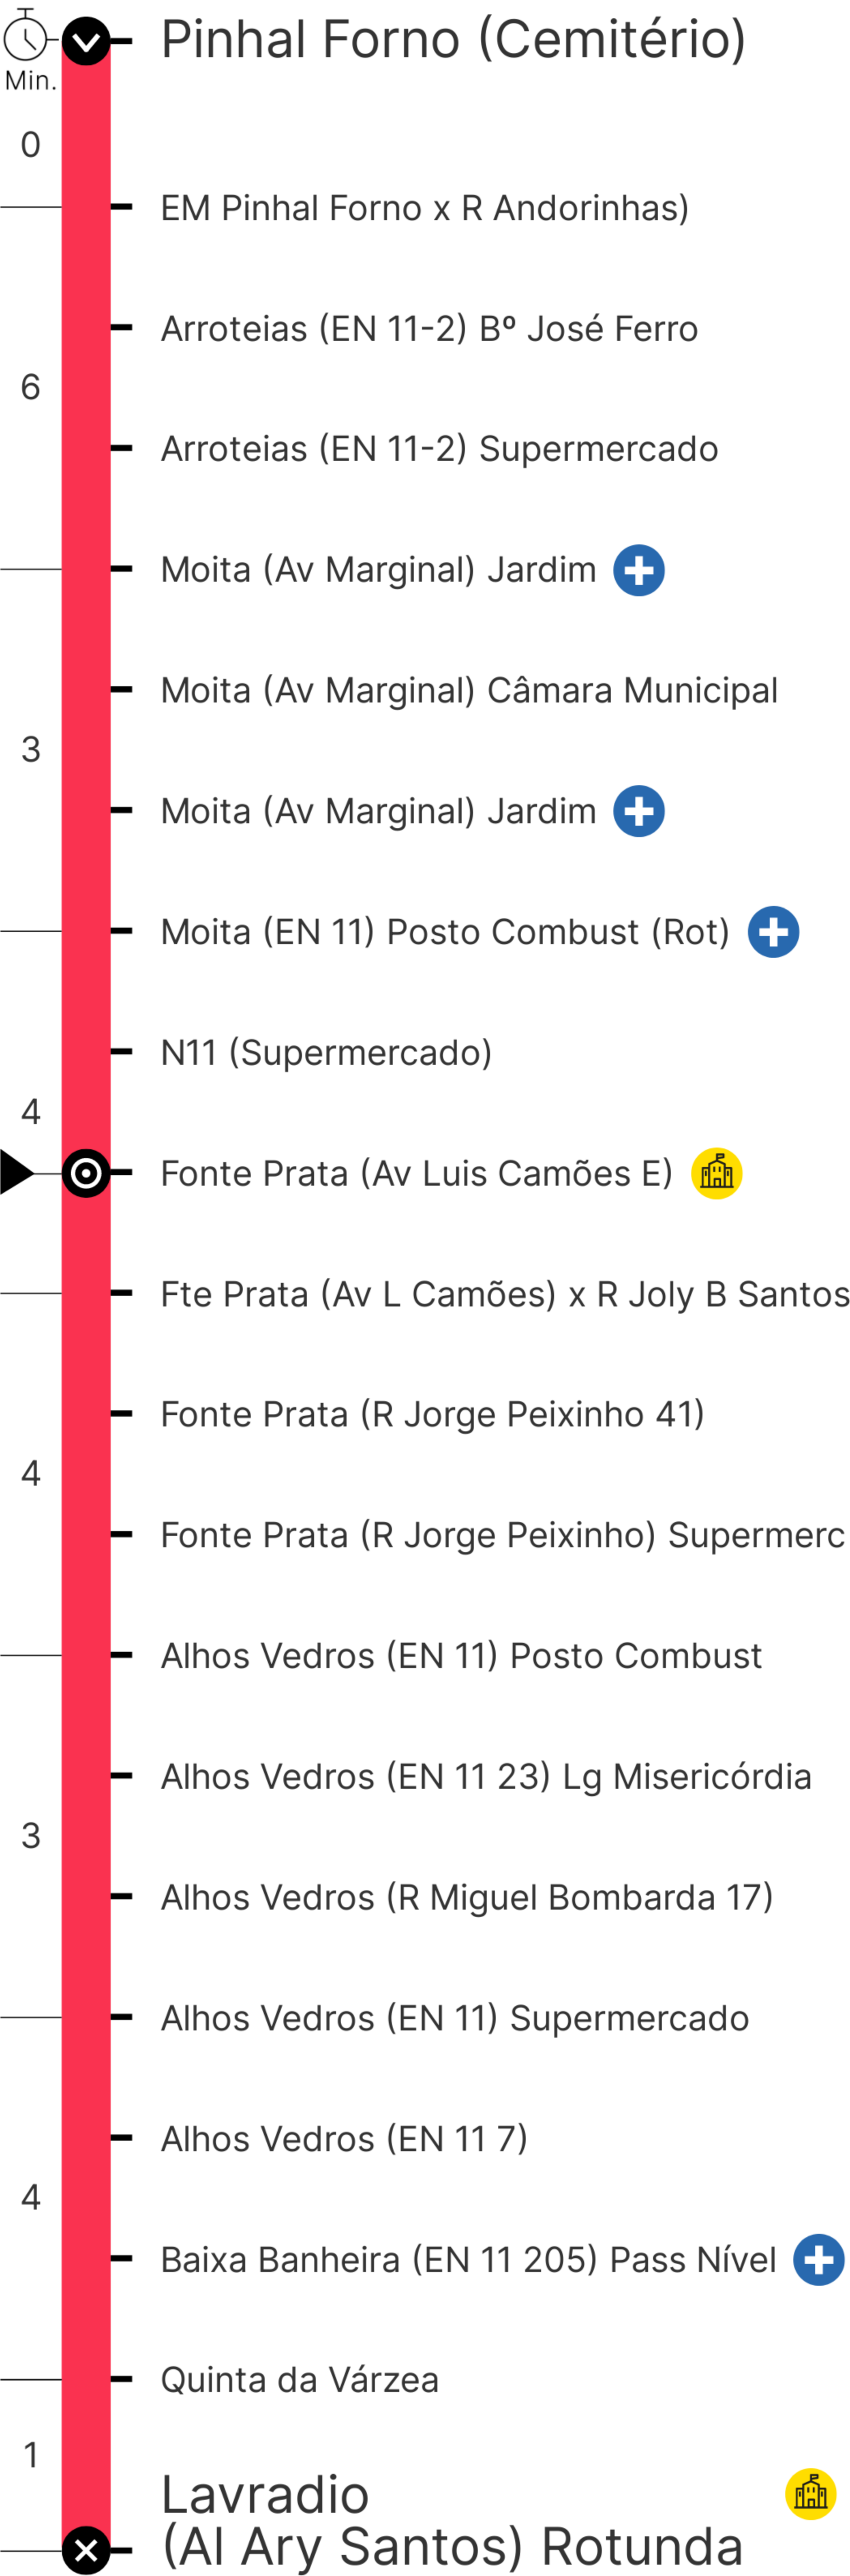 Pinhal Forno (Cemitério)
Min.
0
EM Pinhal Forno x R Andorinhas)
Arroteias (EN 11-2) Bº José Ferro
6
Arroteias (EN 11-2) Supermercado
Moita (Av Marginal) Jardim
Moita (Av Marginal) Câmara Municipal
3
Moita (Av Marginal) Jardim
Moita (EN 11) Posto Combust (Rot)
N11 (Supermercado)
4
Fonte Prata (Av Luis Camões E)
Fte Prata (Av L Camões) x R Joly B Santos
Fonte Prata (R Jorge Peixinho 41)
4
Fonte Prata (R Jorge Peixinho) Supermerc
Alhos Vedros (EN 11) Posto Combust
Alhos Vedros (EN 11 23) Lg Misericórdia
3
Alhos Vedros (R Miguel Bombarda 17)
Alhos Vedros (EN 11) Supermercado
Alhos Vedros (EN 11 7)
4
Baixa Banheira (EN 11 205) Pass Nível
Quinta da Várzea
1
Lavradio
(Al Ary Santos) Rotunda